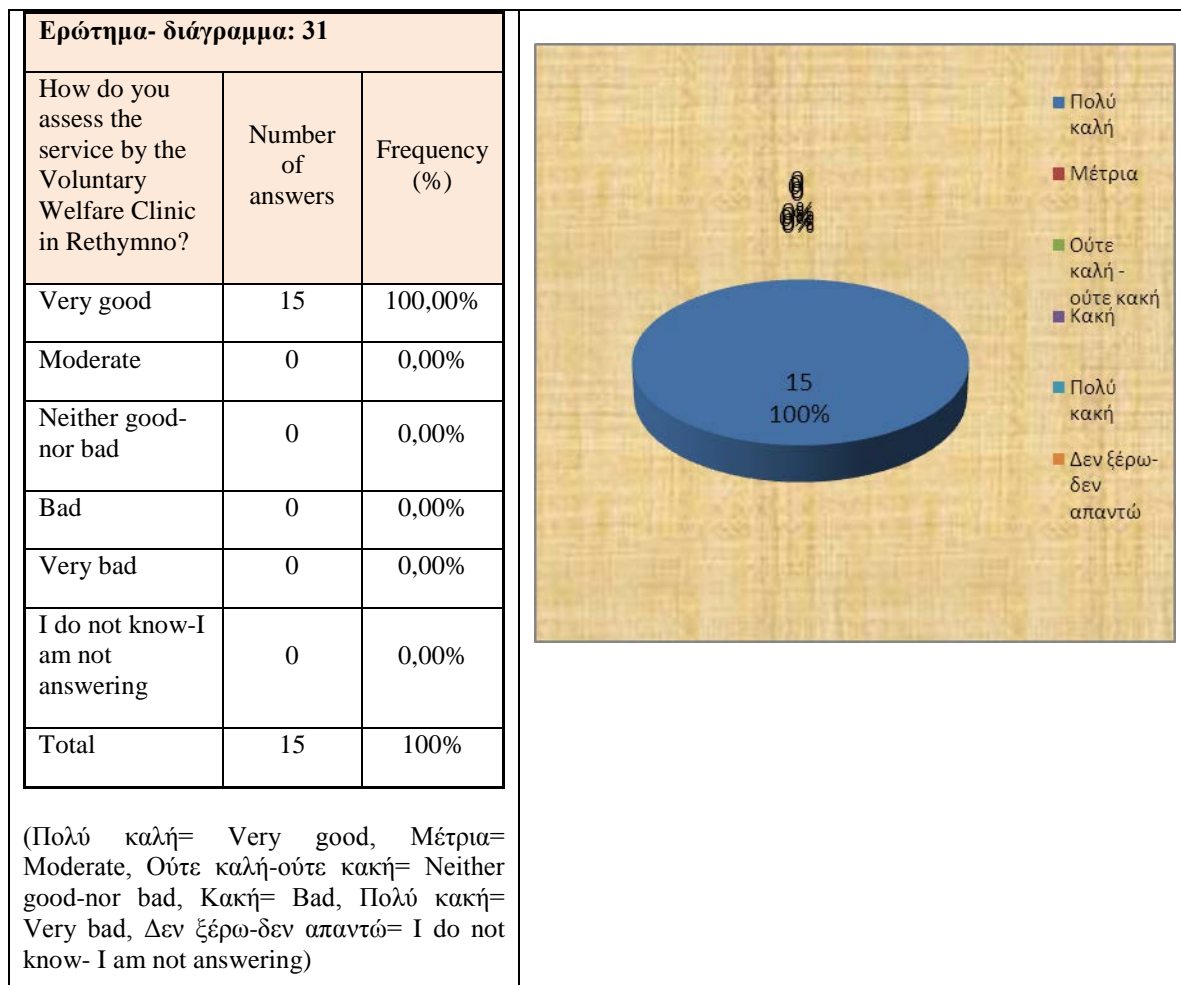 Ερώτημα- διάγραμμα: 31
How do you
assess the
service by the
Voluntary
Welfare Clinic
in Rethymno?
Number
of
answers
Frequency
(%)
Very good 15 100,00%
Moderate 0 0,00%
Neither good-
nor bad
0 0,00%
Bad 0 0,00%
Very bad 0 0,00%
I do not know-I
am not
answering
0 0,00%
Total 15 100%
(Πολύ καλή= Very good, Μέτρια=
Moderate, Ούτε καλή-ούτε κακή= Neither
good-nor bad, Κακή= Bad, Πολύ κακή=
Very bad, Δεν ξέρω-δεν απαντώ= I do not
know- I am not answering)
0
0%
15
100%
Πολύ
καλή
Μέτρια
Ούτε
καλή -
ούτε κακή
Κακή
Πολύ
κακή
Δεν ξέρω-
δεν
απαντώ